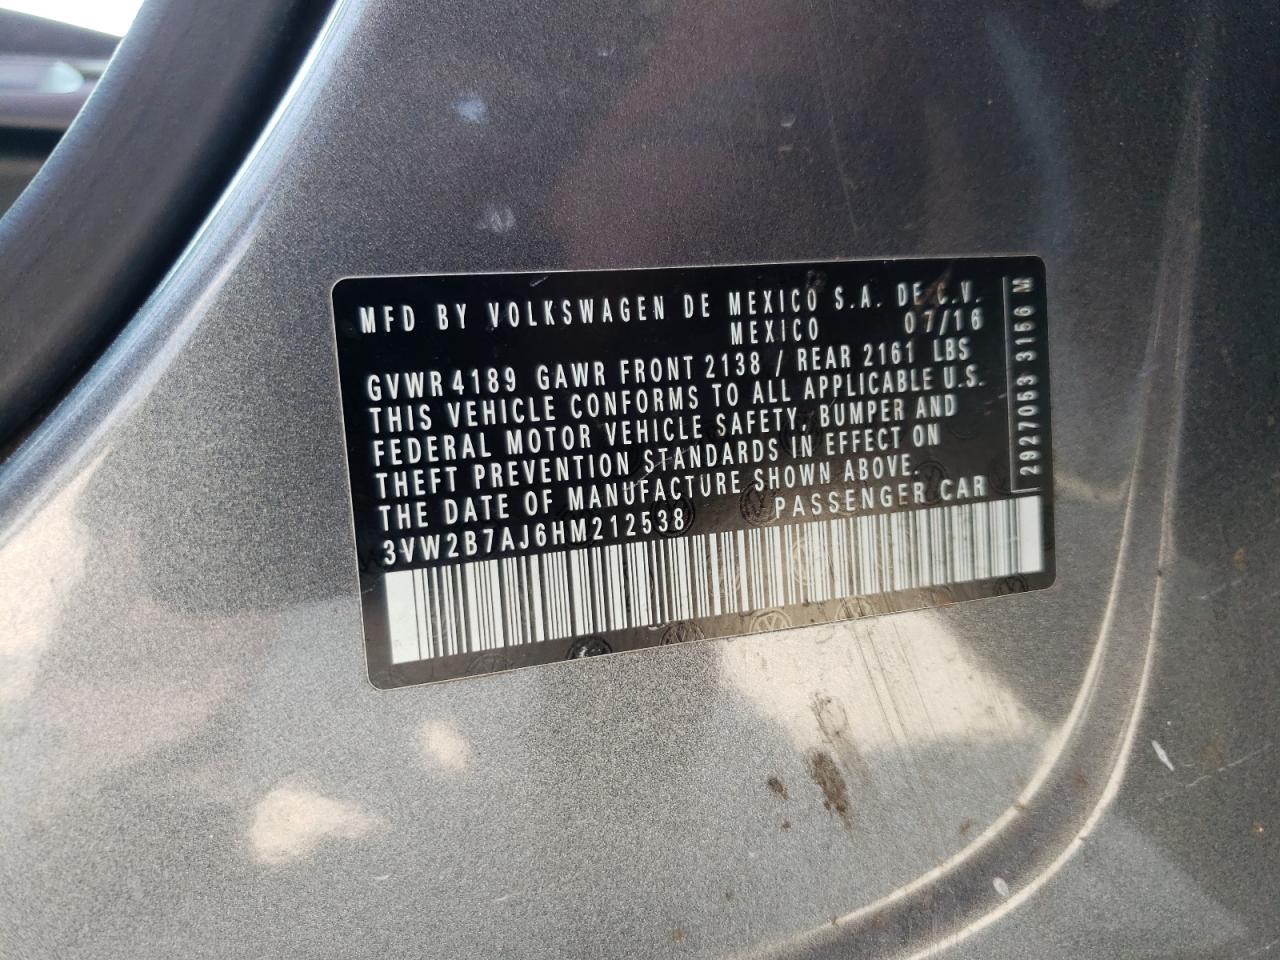 MFD BY VOLKSWAGEN DE MEXICO S.A. DE C.V.
MEXICO 07/16
GVWR 4189 GAWR FRONT 2138 / REAR 2161 LBS
THIS VEHICLE CONFORMS TO ALL APPLICABLE U.S.
FEDERAL MOTOR VEHICLE SAFETY, BUMPER AND
THEFT PREVENTION STANDARDS IN EFFECT ON
THE DATE OF MANUFACTURE SHOWN ABOVE.
3VW2B7AJ6HM212538 PASSENGER CAR
2927053 3156 M